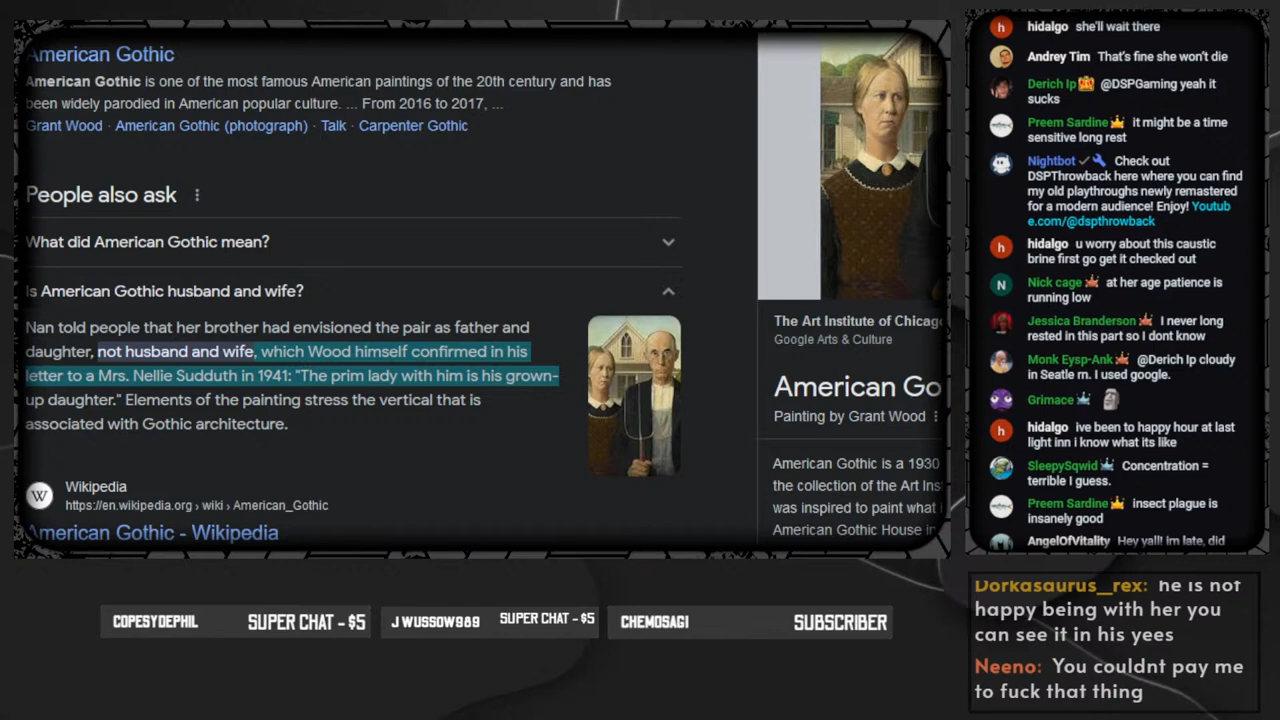 American Gothic
American Gothic is one of the most famous American paintings of the 20th century and has
been widely parodied in American popular culture. ... From 2016 to 2017, ...
Grant Wood · American Gothic (photograph) · Talk · Carpenter Gothic
People also ask
What did American Gothic mean?
Is American Gothic husband and wife?
Nan told people that her brother had envisioned the pair as father and
daughter, not husband and wife, which Wood himself confirmed in his
letter to a Mrs. Nellie Sudduth in 1941: "The prim lady with him is his grown-
up daughter." Elements of the painting stress the vertical that is
associated with Gothic architecture.
W
Wikipedia
https://en.wikipedia.org › wiki › American_Gothic
American Gothic - Wikipedia
The Art Institute of Chicago
Google Arts & Culture
American Go
Painting by Grant Wood
American Gothic is a 1930
the collection of the Art Ins
was inspired to paint what
American Gothic House in
h hidalgo she'll wait there
Andrey Tim That's fine she won't die
Derich Ip @DSPGaming yeah it
sucks
Preem Sardine it might be a time
sensitive long rest
Nightbot Check out
DSPThrowback here where you can find
my old playthroughs newly remastered
for a modern audience! Enjoy! Youtub
e.com/@dspthrowback
h hidalgo u worry about this caustic
brine first go get it checked out
N Nick cage at her age patience is
running low
Jessica Branderson I never long
rested in this part so I dont know
Monk Eysp-Ank @Derich Ip cloudy
in Seatle rn. I used google.
Grimace
h hidalgo ive been to happy hour at last
light inn i know what its like
SleepySqwid Concentration =
terrible I guess.
Preem Sardine insect plague is
insanely good
AngelOfVitality Hey yall! im late, did
Dorkasaurus_rex: he is not
happy being with her you
can see it in his yees
Neeno: You couldnt pay me
to fuck that thing
COPESYDEPHIL SUPER CHAT - $5
J WUSSOW989 SUPER CHAT - $5
CHEMOSAGI SUBSCRIBER